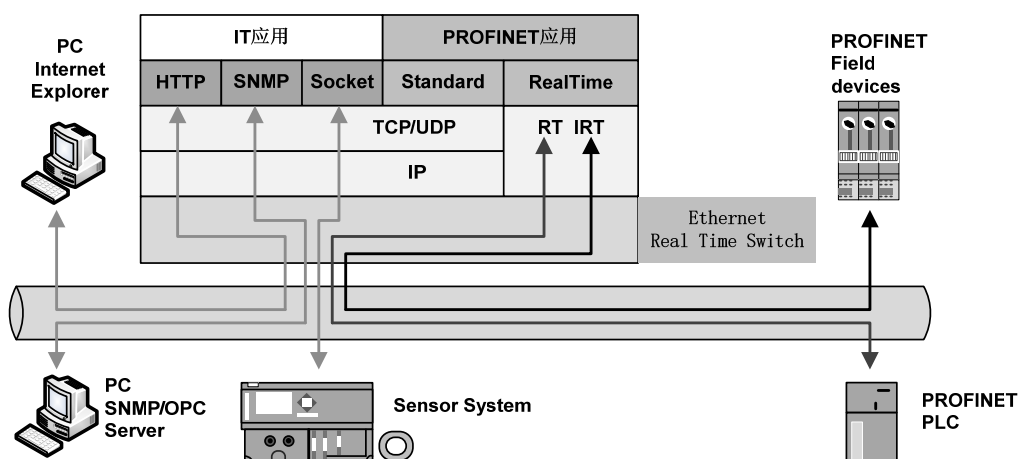 IT应用
PROFINET应用
HTTP
SNMP
Socket
Standard
RealTime
TCP/UDP
RT IRT
IP
Ethernet
Real Time Switch
PC
Internet
Explorer
PROFINET
Field
devices
PC
SNMP/OPC
Server
Sensor System
PROFINET
PLC